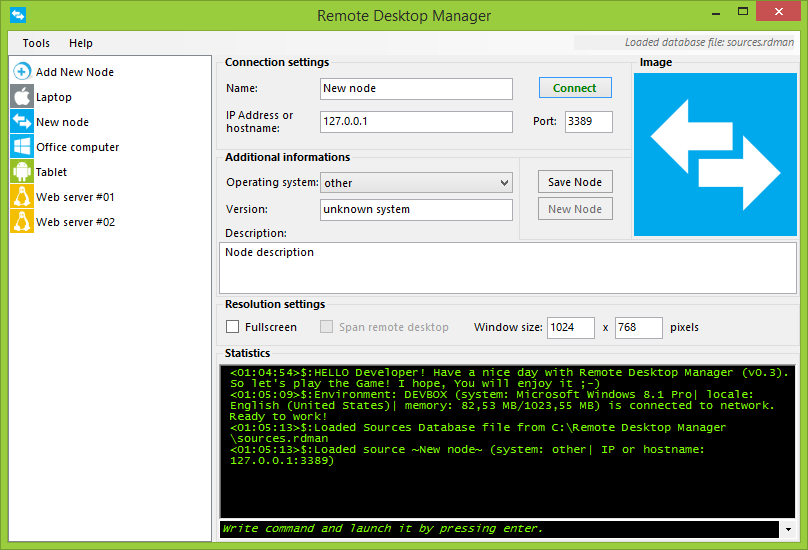 Remote Desktop Manager
Tools Help
Loaded database file: sources.rdman
Add New Node
Laptop
New node
Office computer
Tablet
Web server #01
Web server #02
Connection settings
Name: New node
Connect
IP Address or
hostname:
127.0.0.1
Port: 3389
Image
Additional informations
Operating system: other
Version: unknown system
Save Node
New Node
Description:
Node description
Resolution settings
Fullscreen Span remote desktop Window size: 1024 x 768 pixels
Statistics
<01:04:54>$:HELLO Developer! Have a nice day with Remote Desktop Manager (v0.3).
So let's play the Game! I hope, You will enjoy it ;-)
<01:05:09>$:Environment: DEVBOX (system: Microsoft Windows 8.1 Pro| locale:
English (United States)| memory: 82,53 MB/1023,55 MB) is connected to network.
Ready to work!
<01:05:13>$:Loaded Sources Database file from C:\Remote Desktop Manager
\sources.rdman
<01:05:13>$:Loaded source ~New node~ (system: other| IP or hostname:
127.0.0.1:3389)
Write command and launch it by pressing enter.